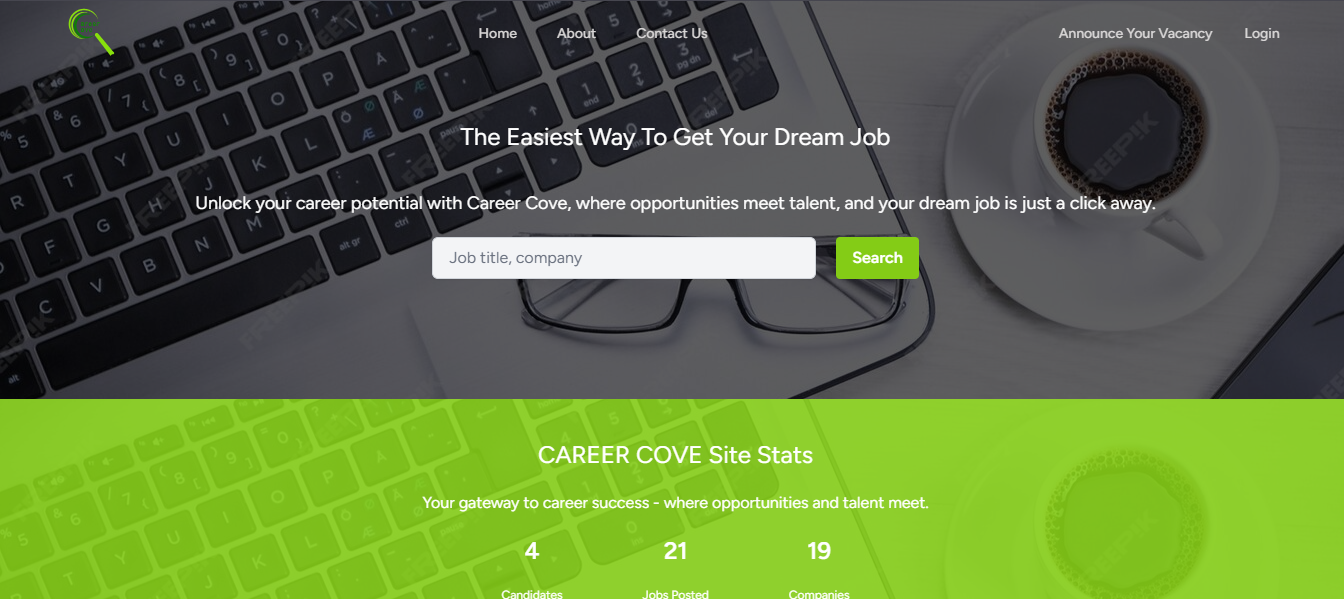 Home About Contact Us Announce Your Vacancy Login
The Easiest Way To Get Your Dream Job
Unlock your career potential with Career Cove, where opportunities meet talent, and your dream job is just a click away.
Job title, company Search
CAREER COVE Site Stats
Your gateway to career success - where opportunities and talent meet.
4 21 19
Candidates Jobs Posted Companies